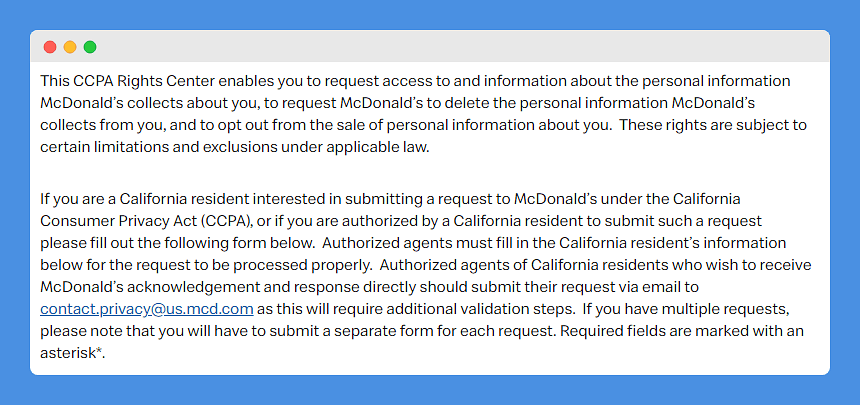 This CCPA Rights Center enables you to request access to and information about the personal information
McDonald’s collects about you, to request McDonald’s to delete the personal information McDonald’s
collects from you, and to opt out from the sale of personal information about you.  These rights are subject to
certain limitations and exclusions under applicable law.
If you are a California resident interested in submitting a request to McDonald’s under the California
Consumer Privacy Act (CCPA), or if you are authorized by a California resident to submit such a request
please fill out the following form below.  Authorized agents must fill in the California resident’s information
below for the request to be processed properly.  Authorized agents of California residents who wish to receive
McDonald’s acknowledgement and response directly should submit their request via email to
contact.privacy@us.mcd.com as this will require additional validation steps.  If you have multiple requests,
please note that you will have to submit a separate form for each request. Required fields are marked with an
asterisk*.